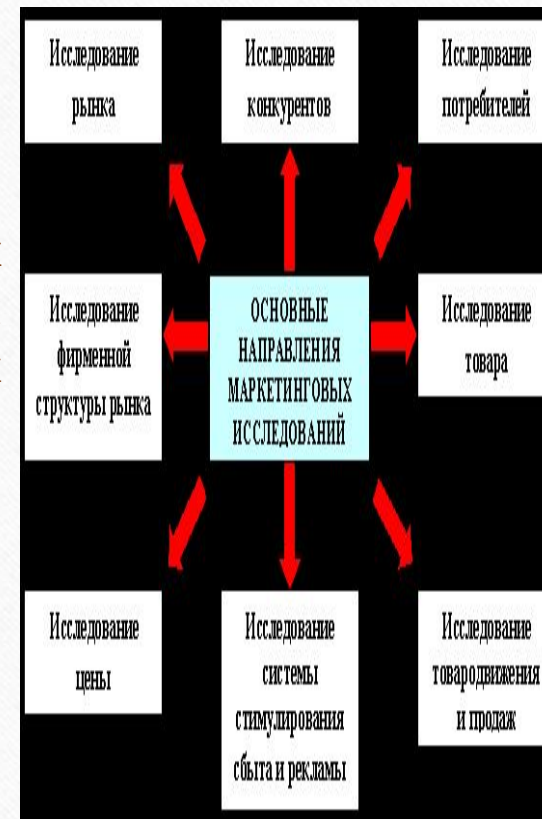 Исследование
рынка
Исследование
конкурентов
Исследование
потребителей
Исследование
фирменной
структуры рынка
ОСНОВНЫЕ
НАПРАВЛЕНИЯ
МАРКЕТИНГОВЫХ
ИССЛЕДОВАНИЙ
Исследование
товара
Исследование
цены
Исследование
системы
стимулирования
сбыта и рекламы
Исследование
товародвижения
и продаж